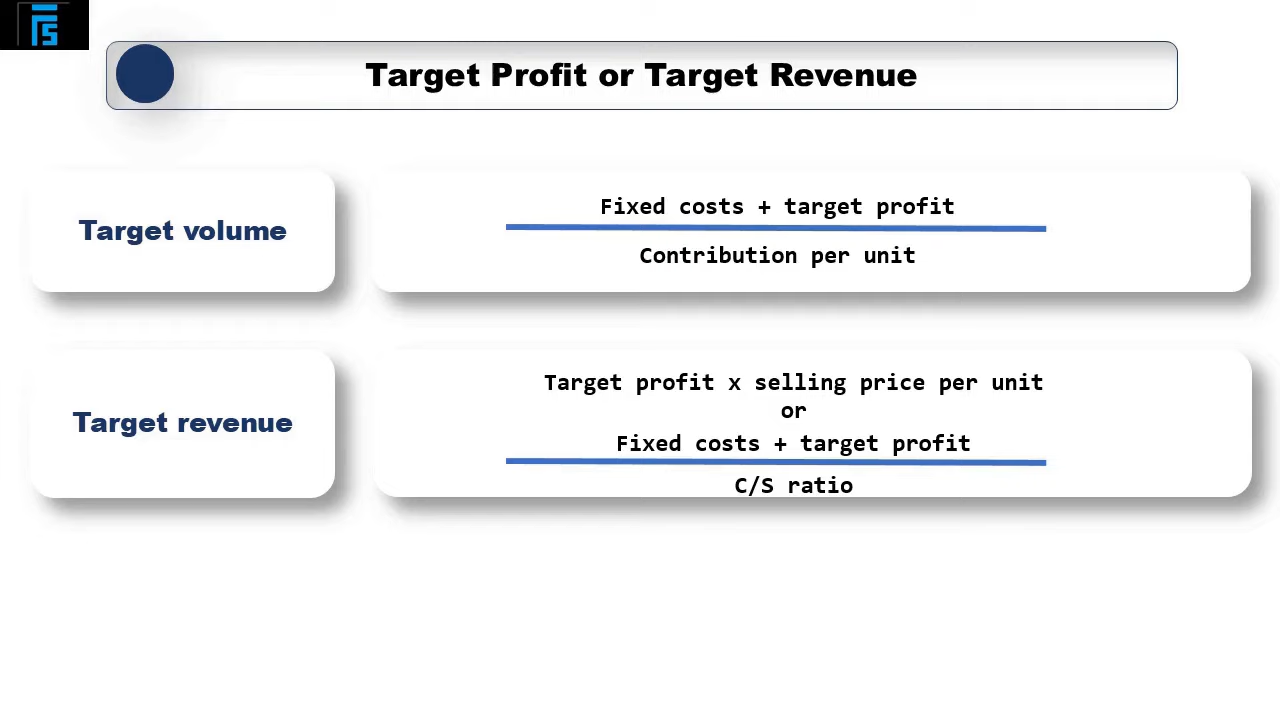 Target Profit or Target Revenue
Target volume
Fixed costs + target profit
Contribution per unit
Target revenue
Target profit x selling price per unit
or
Fixed costs + target profit
C/S ratio